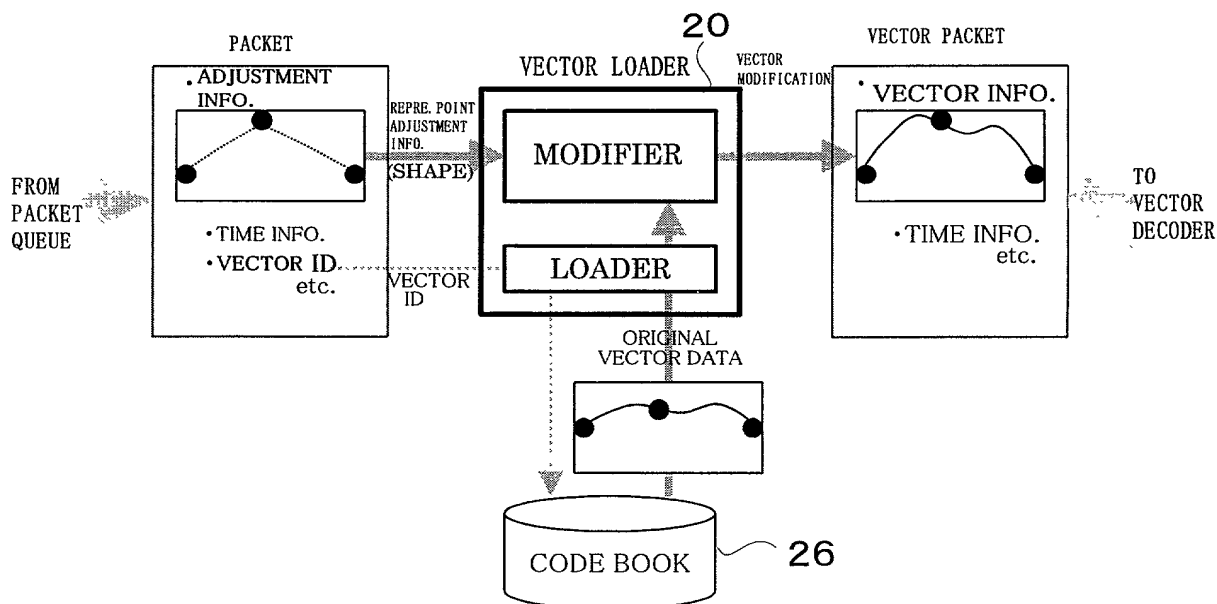 20
PACKET
VECTOR LOADER
VECTOR
MODIFICATION
VECTOR PACKET
• ADJUSTMENT
INFO.
REPRE. POINT
ADJUSTMENT
INFO.
(SHAPE)
MODIFIER
• VECTOR INFO.
FROM
PACKET
QUEUE
TO
VECTOR
DECODER
• TIME INFO.
• VECTOR ID
etc.
VECTOR
ID
LOADER
• TIME INFO.
etc.
ORIGINAL
VECTOR DATA
CODE BOOK
26